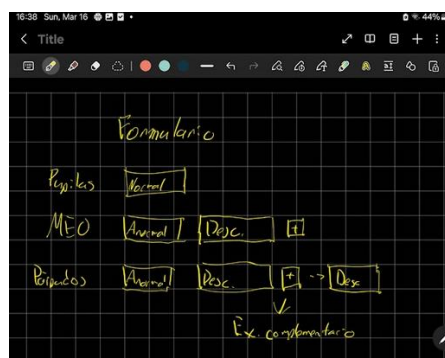 16:38 Sun, Mar 16 44%
Title
Formulario
Pupilas Normal
MEO Anormal Desc. +
Párpados Anormal Desc. + -> Desc
Ex. complementario